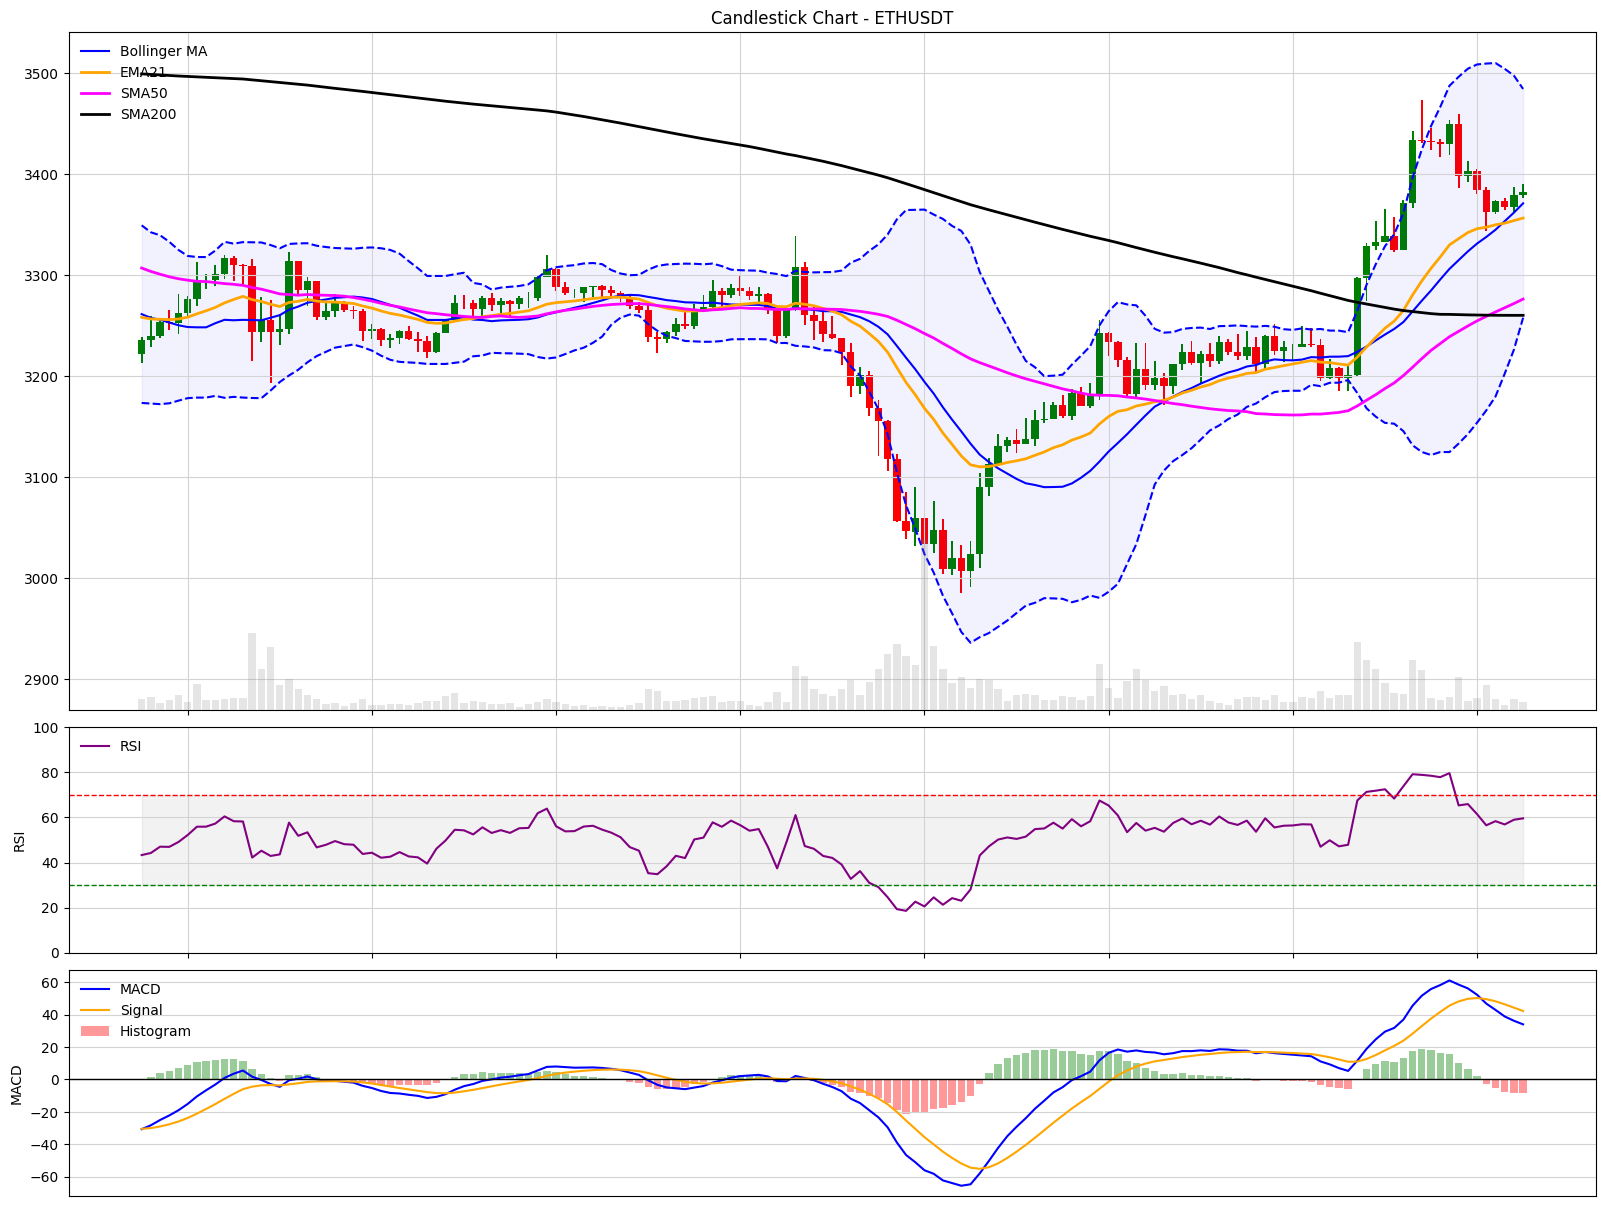 Candlestick Chart - ETHUSDT
Bollinger MA
EMA21
SMA50
SMA200
3500
3400
3300
3200
3100
3000
2900
RSI
100
80
60
40
20
0
RSI
MACD
Signal
Histogram
60
40
20
0
−20
−40
−60
MACD